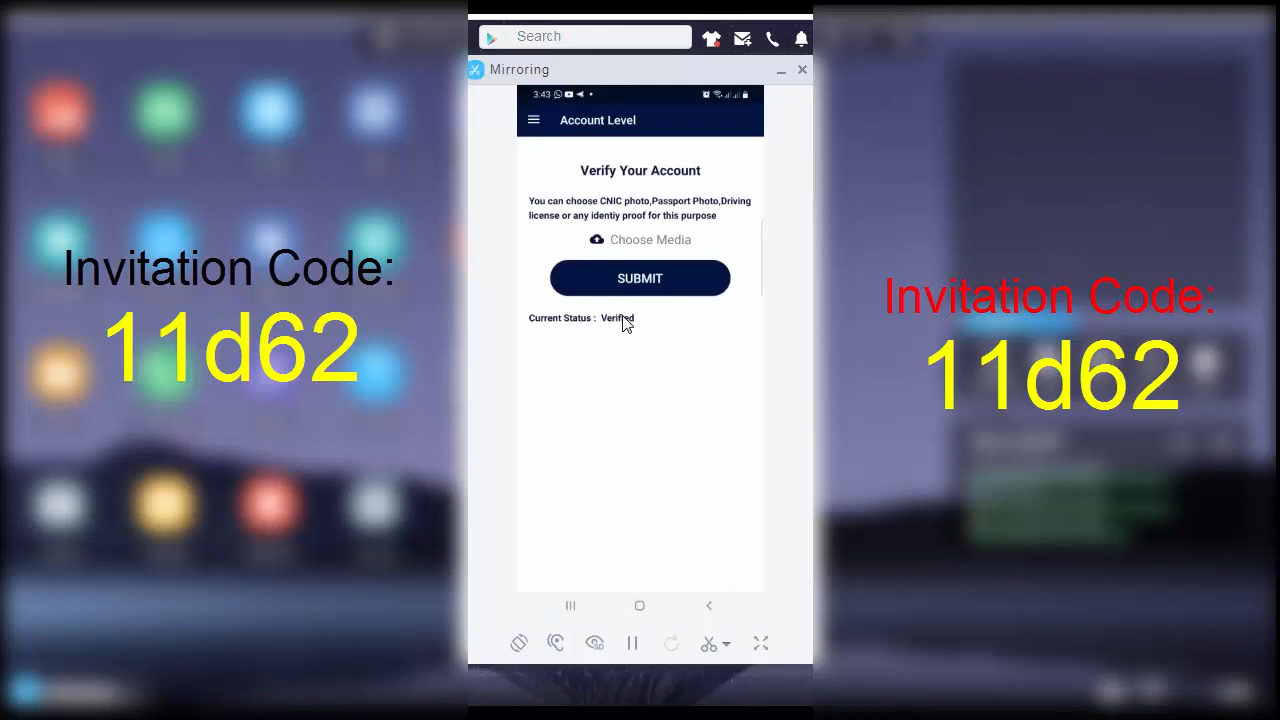 Search
Mirroring
3:43
Account Level
Verify Your Account
You can choose CNIC photo,Passport Photo,Driving
license or any identiy proof for this purpose
Choose Media
SUBMIT
Current Status : Verified
Invitation Code:
11d62
Invitation Code:
11d62
SD